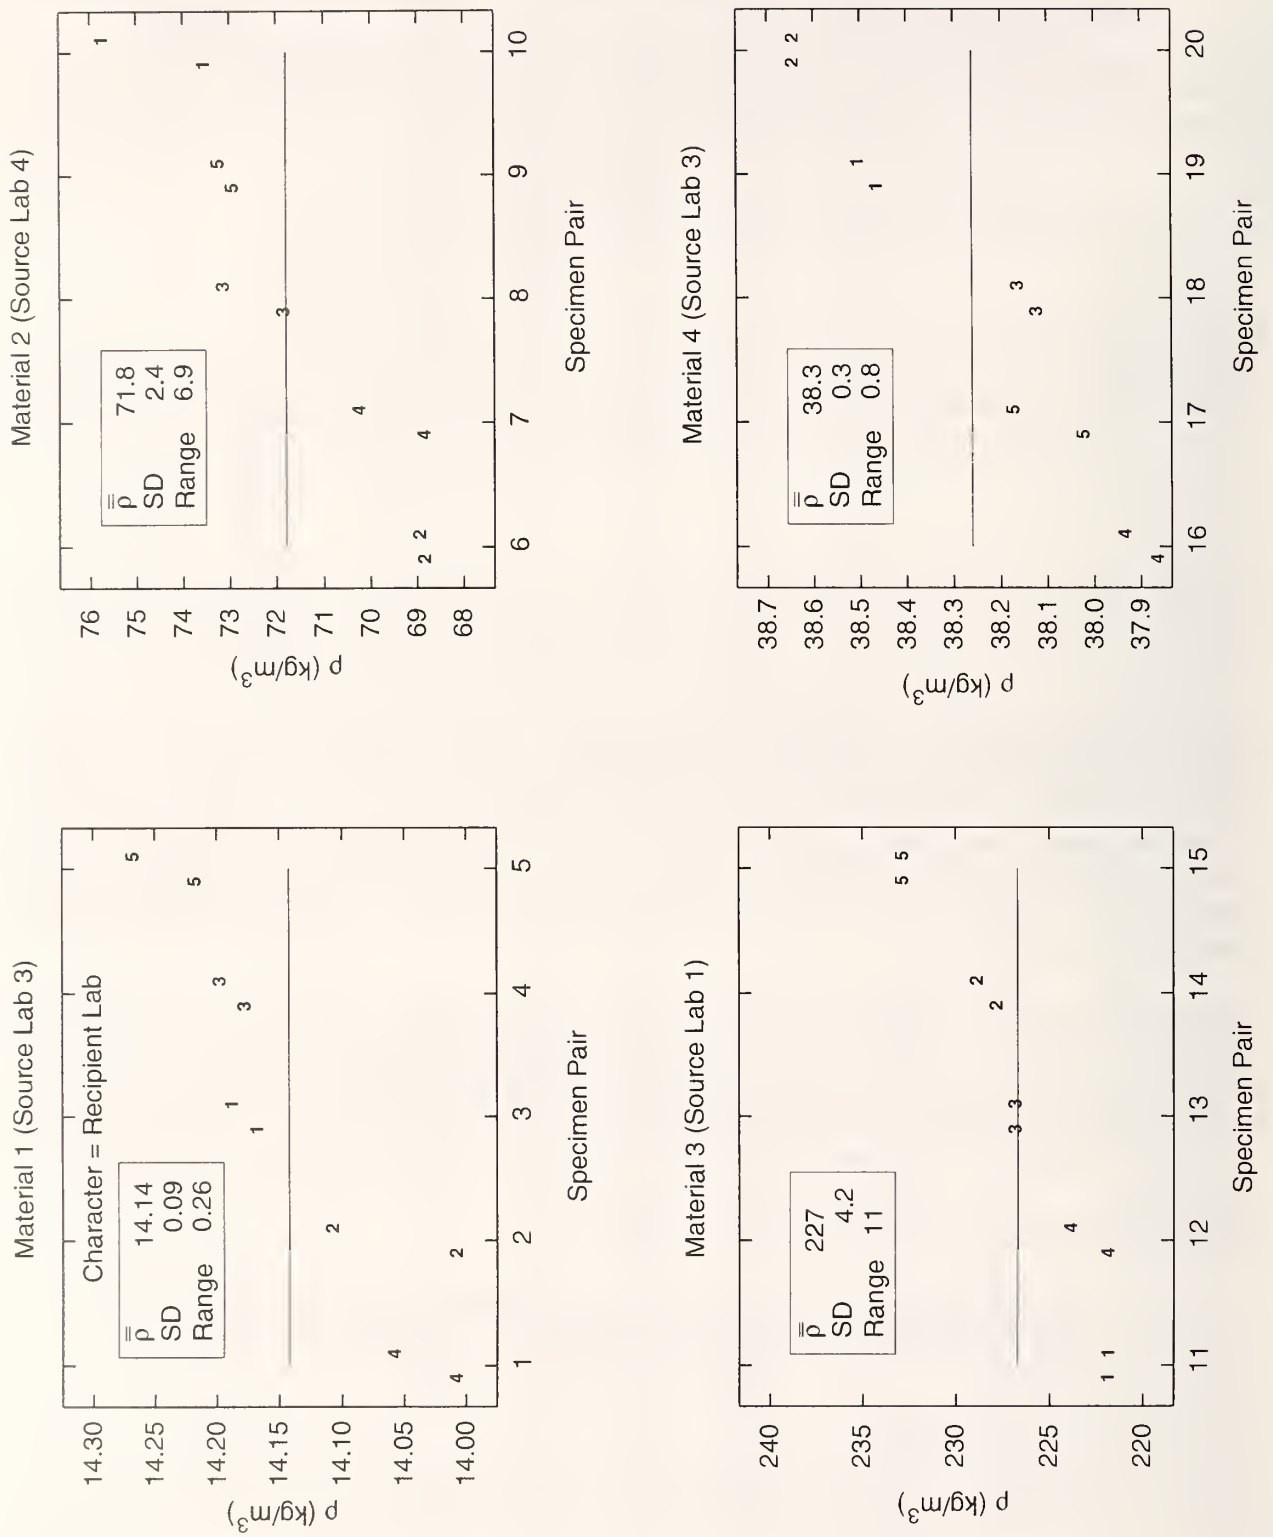 Material 1 (Source Lab 3)
Character = Recipient Lab
ρ̿ 14.14
SD 0.09
Range 0.26
ρ (kg/m³)
14.30
14.25
14.20
14.15
14.10
14.05
14.00
4 4 2 2 1 1 3 3 5 5
1 2 3 4 5
Specimen Pair
Material 2 (Source Lab 4)
ρ̿ 71.8
SD 2.4
Range 6.9
ρ (kg/m³)
76
75
74
73
72
71
70
69
68
2 2 4 4 3 3 5 5 1 1
6 7 8 9 10
Specimen Pair
Material 3 (Source Lab 1)
ρ̿ 227
SD 4.2
Range 11
ρ (kg/m³)
240
235
230
225
220
1 1 4 4 3 3 2 2 5 5
11 12 13 14 15
Specimen Pair
Material 4 (Source Lab 3)
ρ̿ 38.3
SD 0.3
Range 0.8
ρ (kg/m³)
38.7
38.6
38.5
38.4
38.3
38.2
38.1
38.0
37.9
4 4 5 5 3 3 1 1 2 2
16 17 18 19 20
Specimen Pair